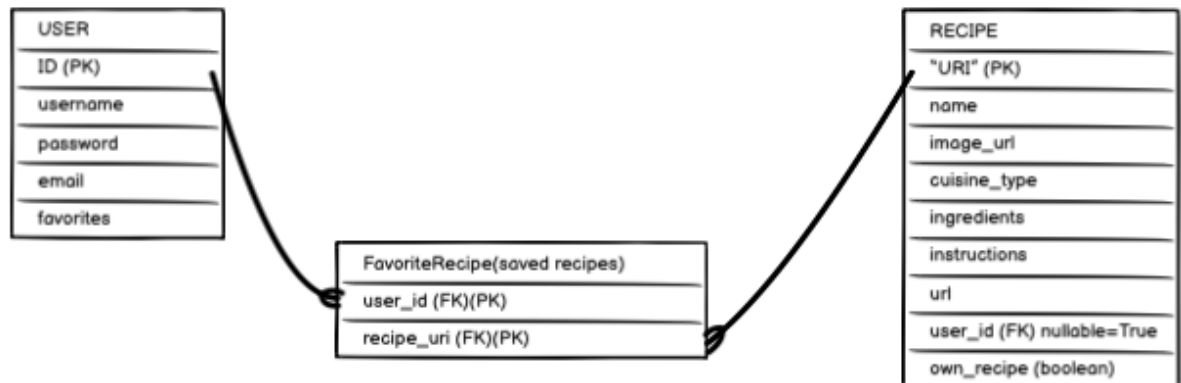 USER
ID (PK)
username
password
email
favorites
FavoriteRecipe(saved recipes)
user_id (FK)(PK)
recipe_uri (FK)(PK)
RECIPE
"URI" (PK)
name
image_url
cuisine_type
ingredients
instructions
url
user_id (FK) nullable=True
own_recipe (boolean)